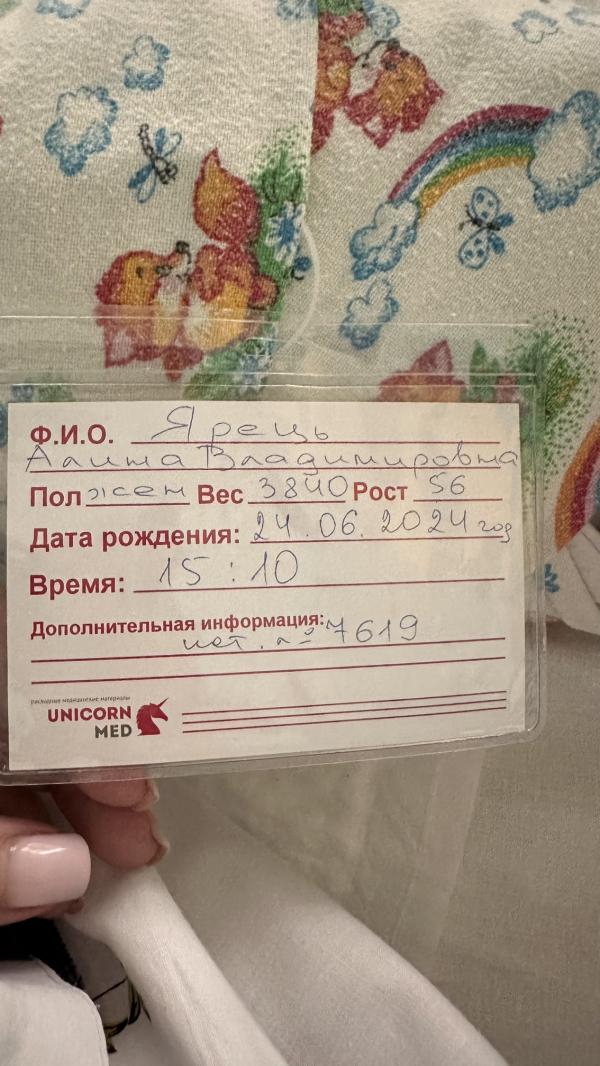 Ф.И.О. Ярець
Алина Владимировна
Пол жен Вес 3840 Рост 56
Дата рождения: 24.06.2024 год
Время: 15:10
Дополнительная информация:
ист. № 7619
расходные медицинские материалы
UNICORN
MED